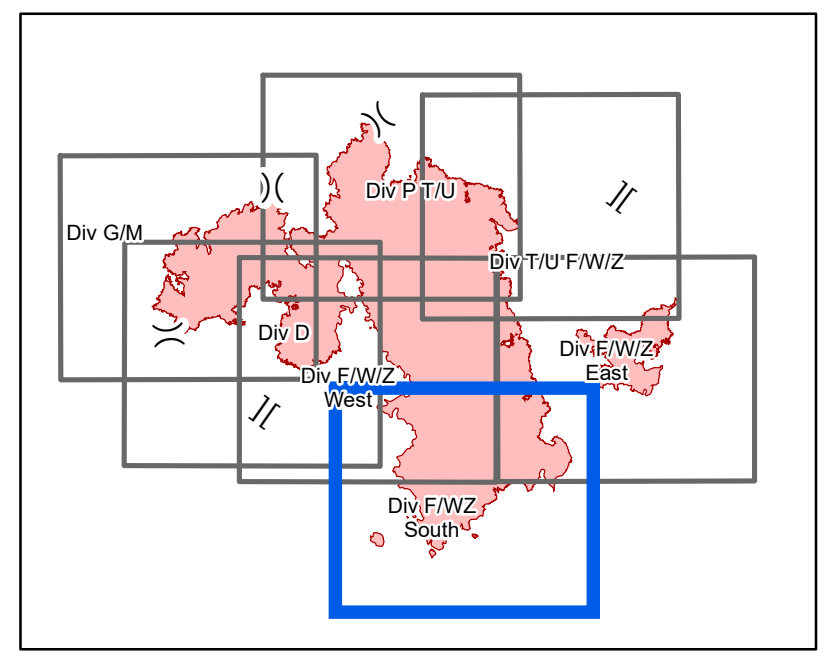 Div P T/U
Div G/M
Div T/U F/W/Z
Div D
Div F/W/Z
East
Div F/W/Z
West
Div F/WZ
South